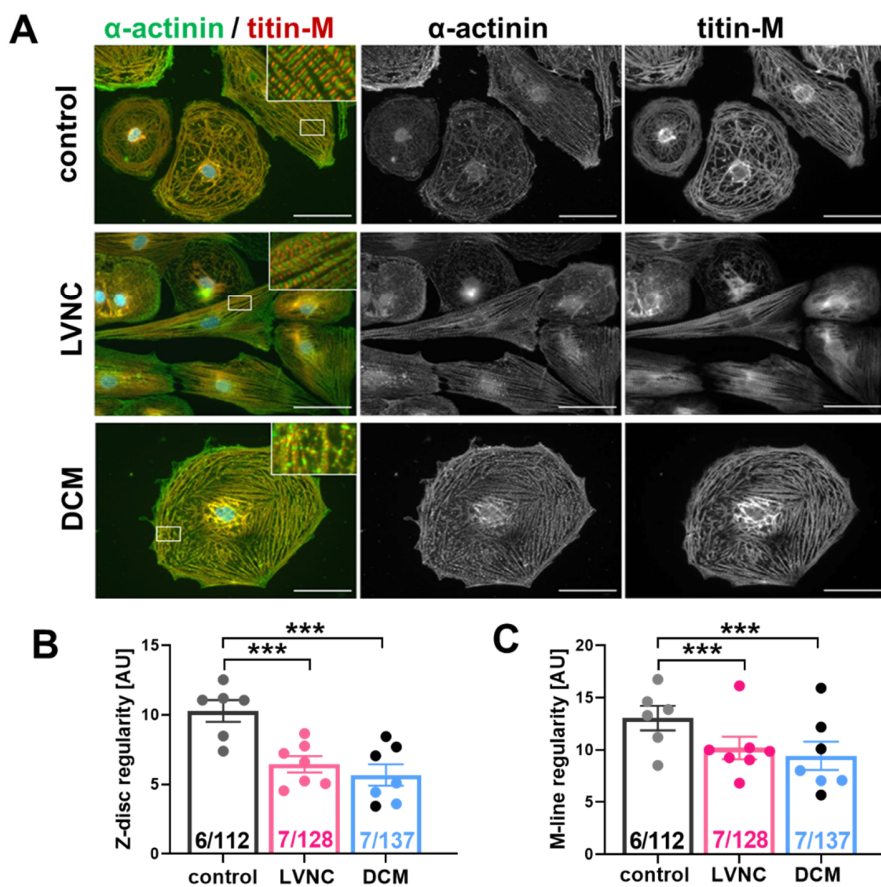 A
α-actinin / titin-M
α-actinin
titin-M
control
LVNC
DCM
B
Z-disc regularity [AU]
15
10
5
0
***
***
6/112
7/128
7/137
control
LVNC
DCM
C
M-line regularity [AU]
20
15
10
5
0
***
***
6/112
7/128
7/137
control
LVNC
DCM